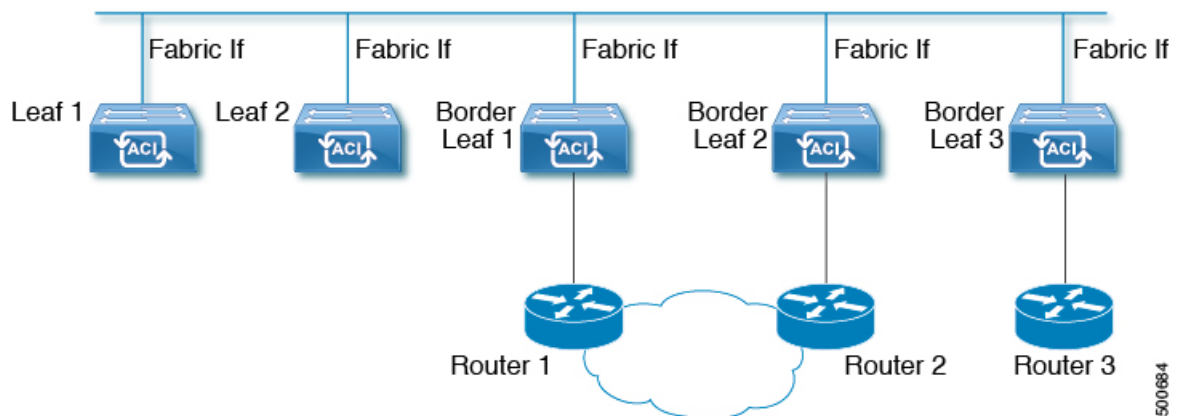 Fabric If
Fabric If
Fabric If
Fabric If
Fabric If
Leaf 1
Leaf 2
Border
Leaf 1
Border
Leaf 2
Border
Leaf 3
ACI
ACI
ACI
ACI
ACI
Router 1
Router 2
Router 3
500684